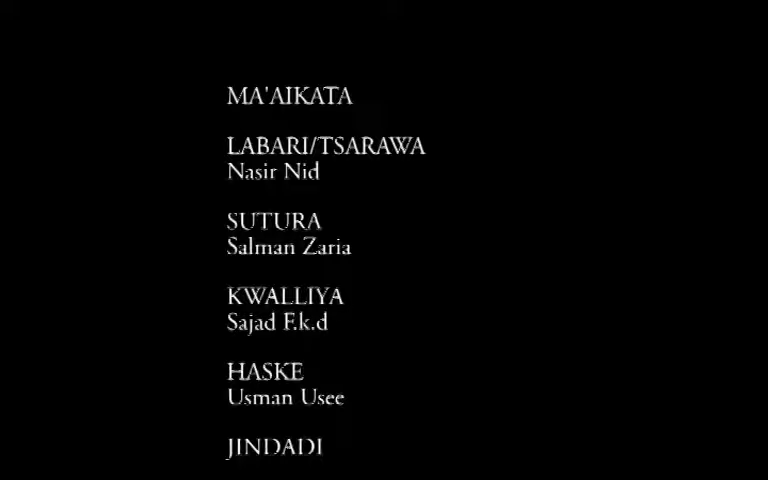 MA'AIKATA
LABARI/TSARAWA
Nasir Nid
SUTURA
Salman Zaria
KWALLIYA
Sajad F.k.d
HASKE
Usman Usee
JINDADI